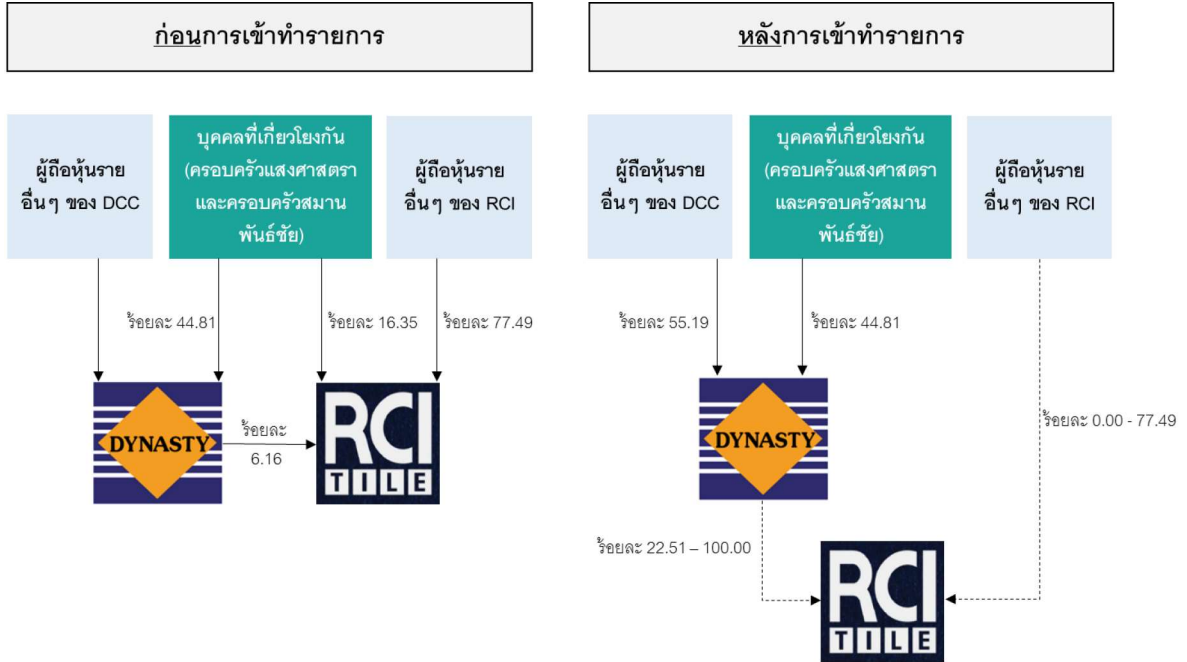 ก่อนการเข้าทำรายการ
ผู้ถือหุ้นราย
อื่นๆ ของ DCC
บุคคลที่เกี่ยวโยงกัน
(ครอบครัวแสงศาสตรา
และครอบครัวสมาน
พันธ์ชัย)
ผู้ถือหุ้นราย
อื่นๆ ของ RCI
ร้อยละ 44.81
ร้อยละ 16.35
ร้อยละ 77.49
DYNASTY
ร้อยละ
6.16
RCI
TILE
หลังการเข้าทำรายการ
ผู้ถือหุ้นราย
อื่นๆ ของ DCC
บุคคลที่เกี่ยวโยงกัน
(ครอบครัวแสงศาสตรา
และครอบครัวสมาน
พันธ์ชัย)
ผู้ถือหุ้นราย
อื่นๆ ของ RCI
ร้อยละ 55.19
ร้อยละ 44.81
DYNASTY
ร้อยละ 0.00 - 77.49
ร้อยละ 22.51 – 100.00
RCI
TILE